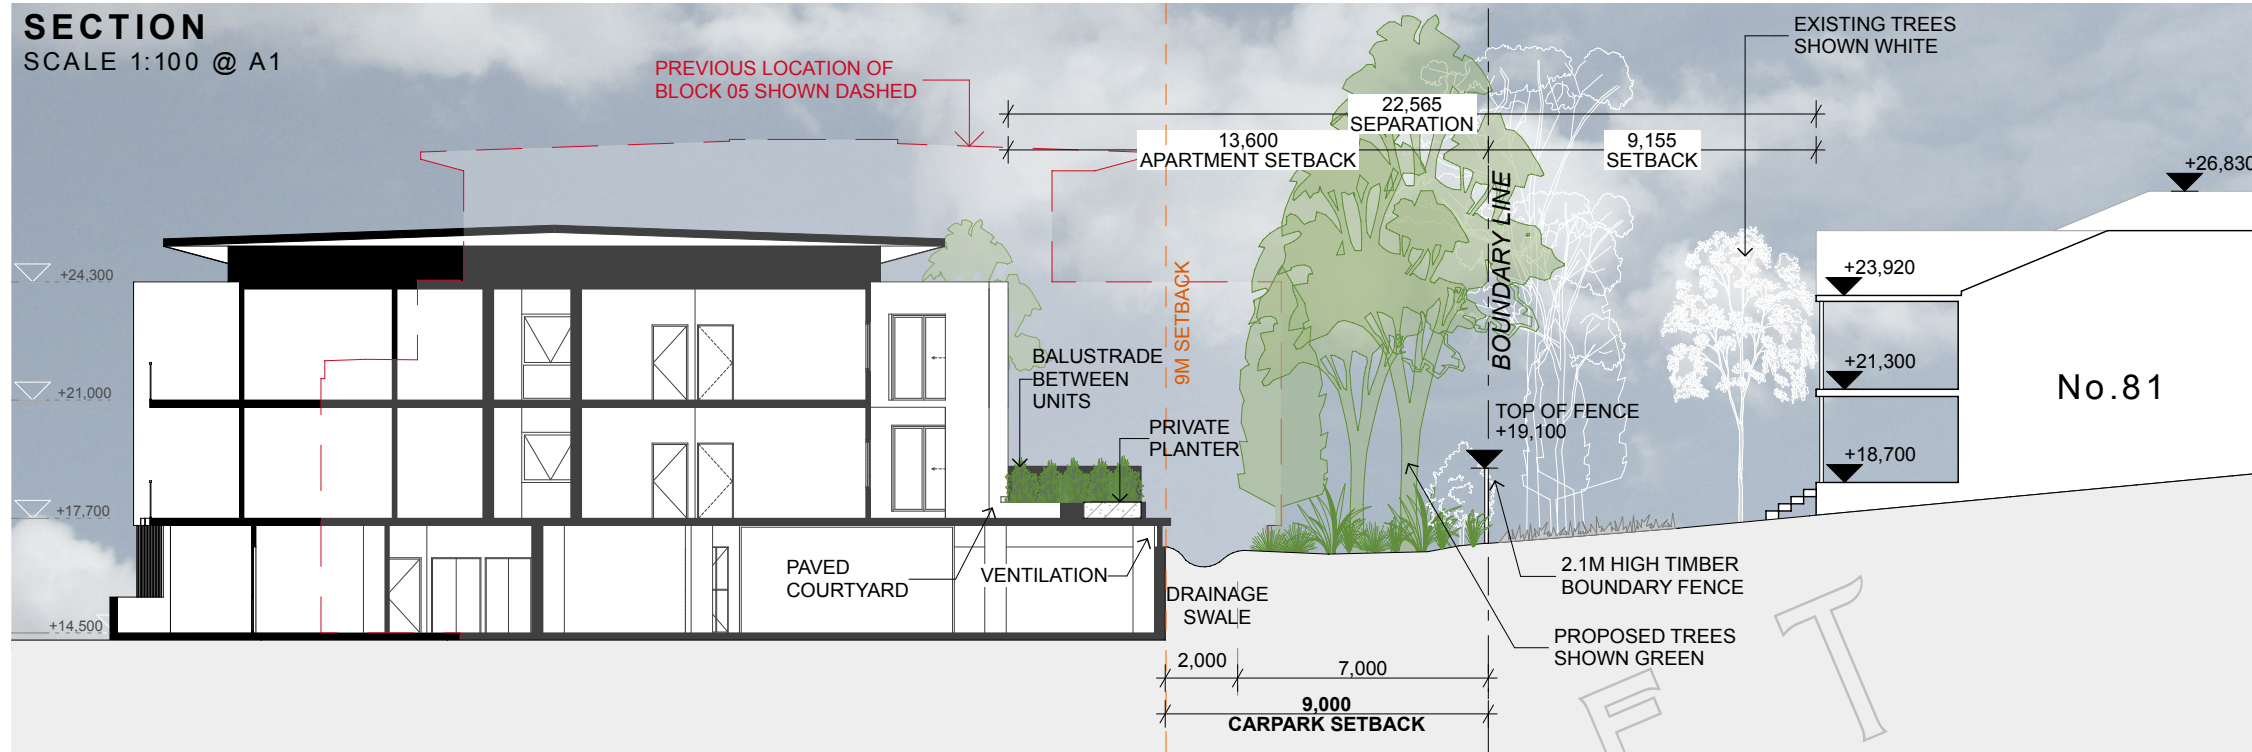 SECTION
SCALE 1:100 @ A1
PREVIOUS LOCATION OF
BLOCK 05 SHOWN DASHED
EXISTING TREES
SHOWN WHITE
22,565
SEPARATION
13,600
APARTMENT SETBACK
9,155
SETBACK
+26,830
BOUNDARY LINE
9M SETBACK
+24,300
+21,000
+17,700
+14,500
+23,920
+21,300
+18,700
No.81
BALUSTRADE
BETWEEN
UNITS
PRIVATE
PLANTER
TOP OF FENCE
+19,100
PAVED
COURTYARD
VENTILATION
DRAINAGE
SWALE
2.1M HIGH TIMBER
BOUNDARY FENCE
PROPOSED TREES
SHOWN GREEN
2,000
7,000
9,000
CARPARK SETBACK
F T